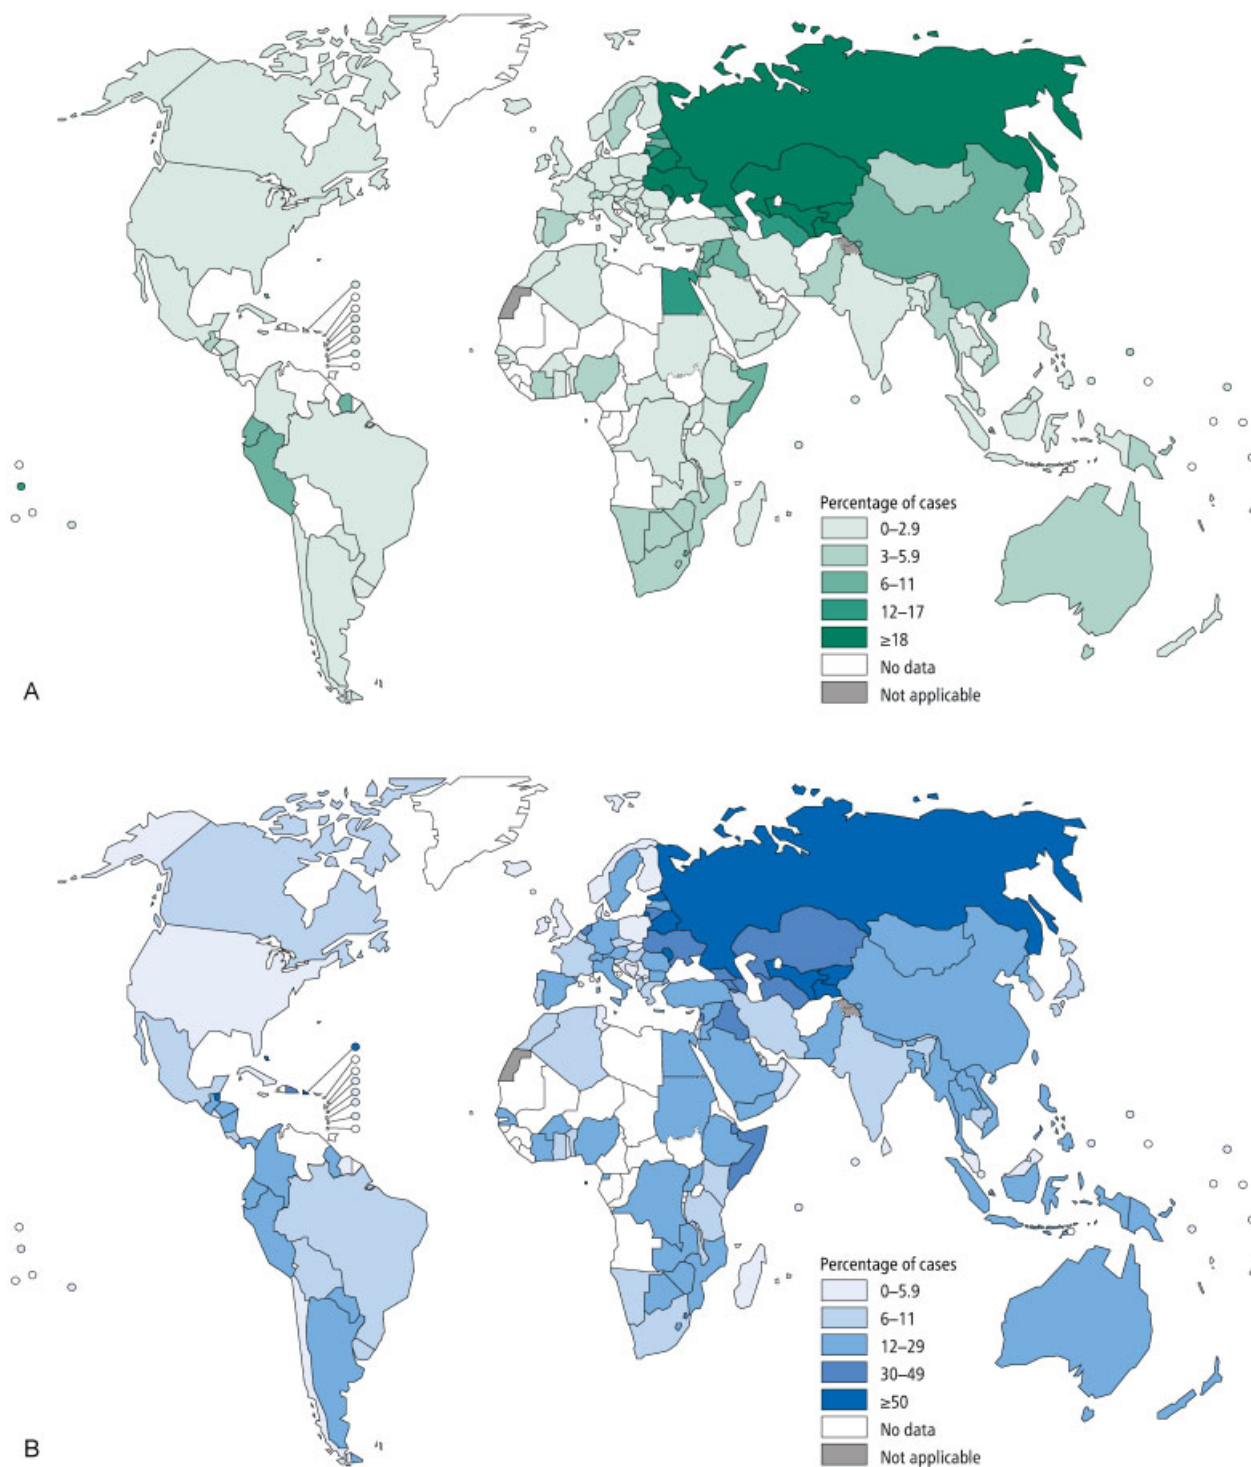 Percentage of cases
0–2.9
3–5.9
6–11
12–17
≥18
No data
Not applicable
A
Percentage of cases
0–5.9
6–11
12–29
30–49
≥50
No data
Not applicable
B